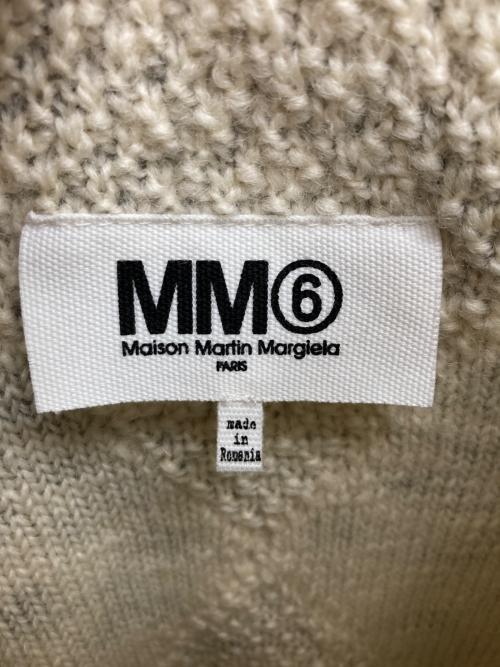 MM⑥
Maison Martin Margiela
PARIS
made
in
Romania